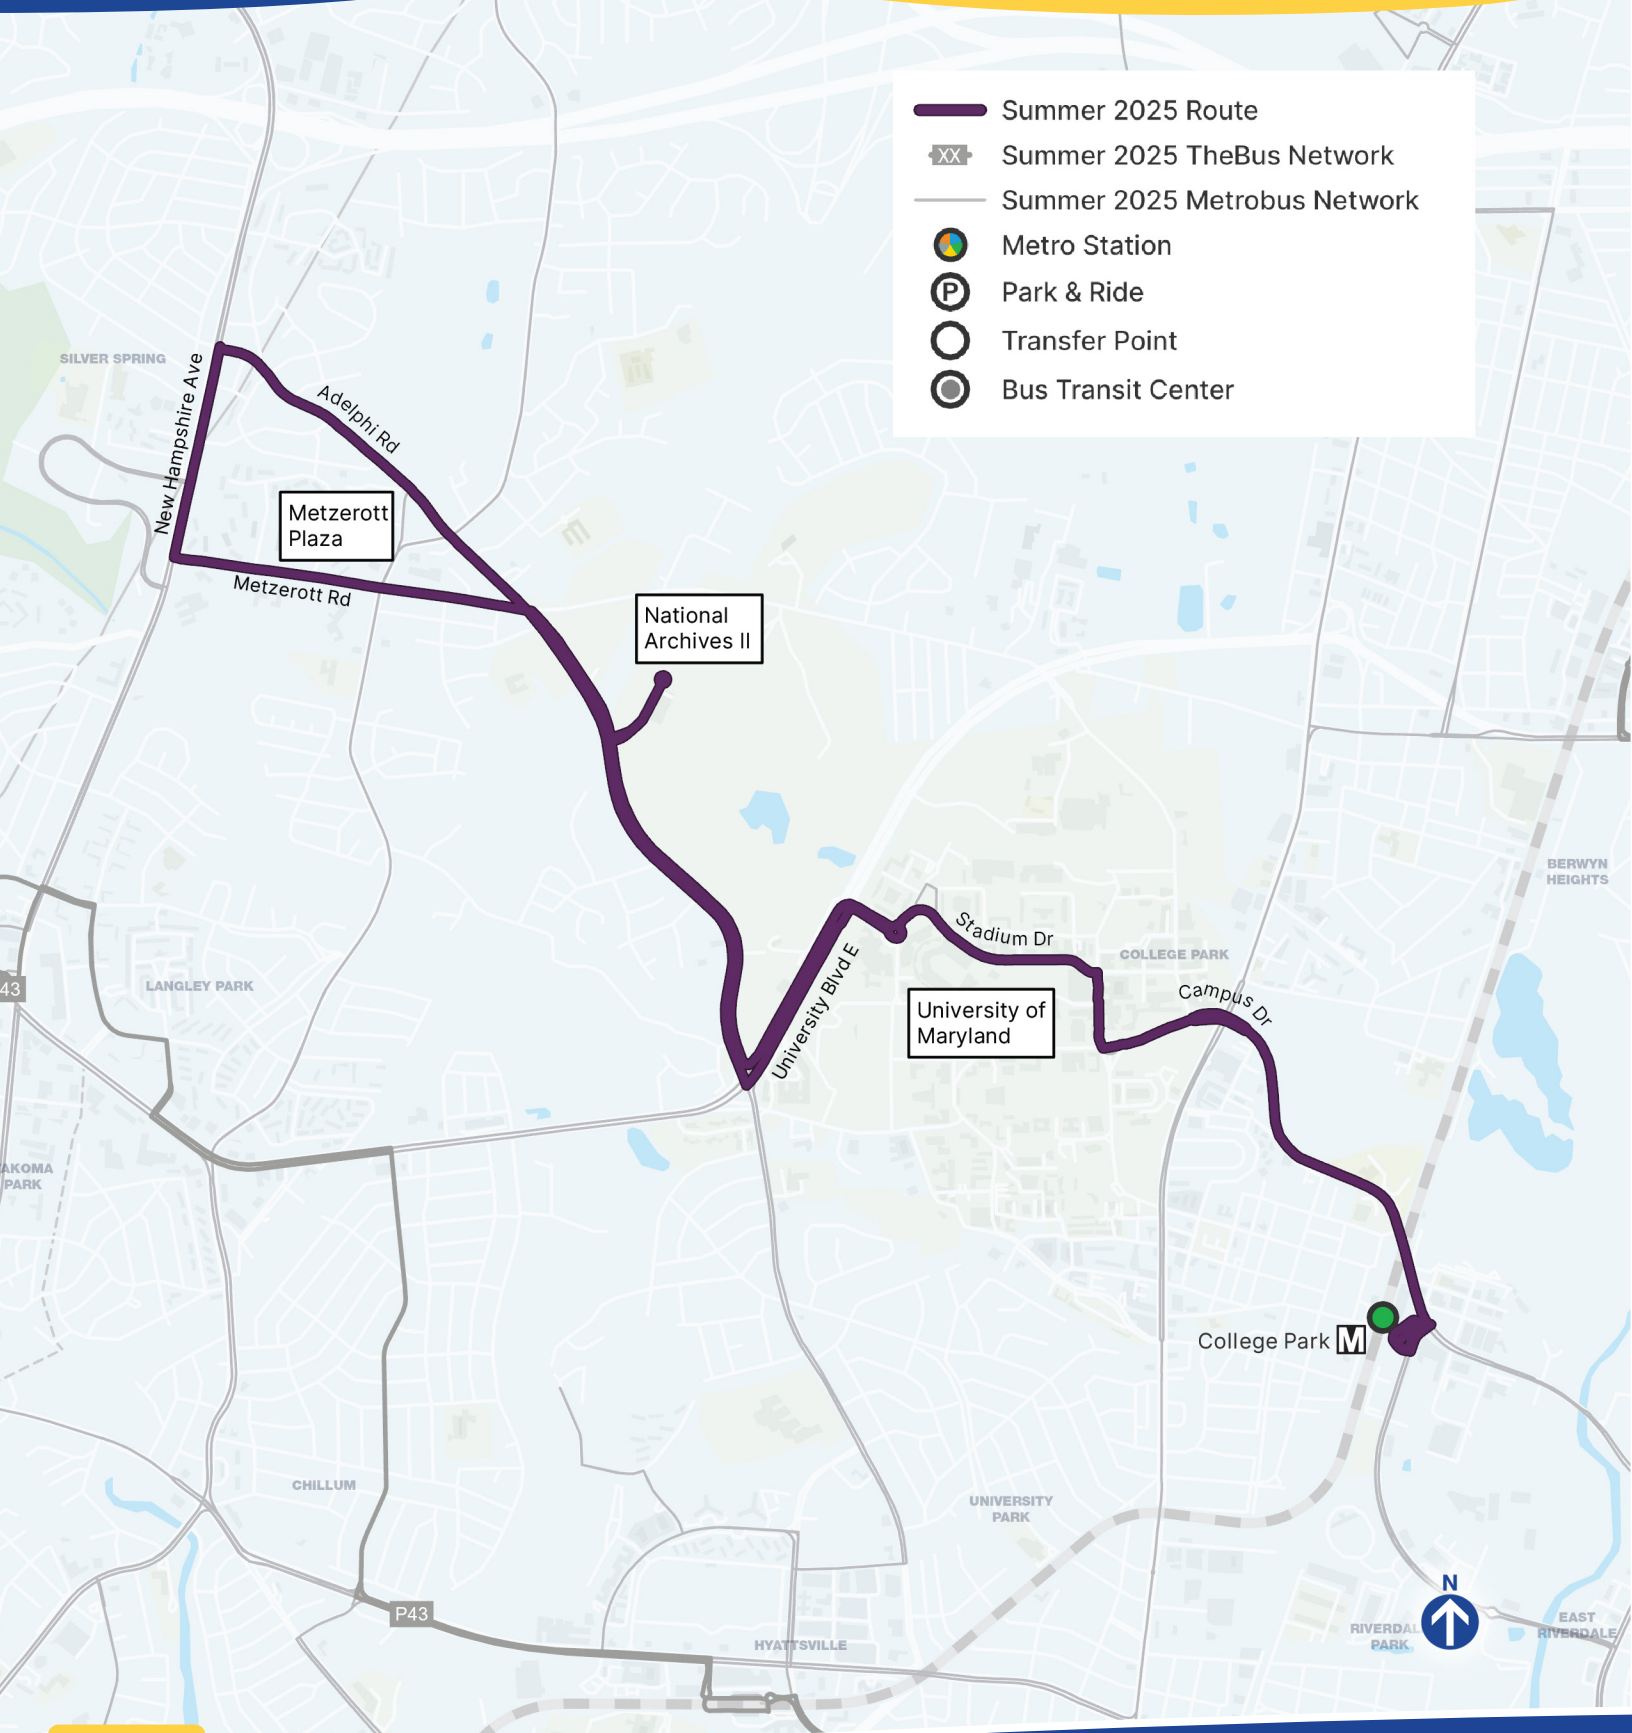 Summer 2025 Route
XX
Summer 2025 TheBus Network
Summer 2025 Metrobus Network
Metro Station
P
Park & Ride
Transfer Point
Bus Transit Center
SILVER SPRING
New Hampshire Ave
Adelphi Rd
Metzerott
Plaza
Metzerott Rd
National
Archives II
BERWYN
HEIGHTS
Stadium Dr
COLLEGE PARK
University Blvd E
LANGLEY PARK
43
University of
Maryland
Campus Dr
AKOMA
PARK
College Park M
CHILLUM
UNIVERSITY
PARK
N
P43
HYATTSVILLE
RIVERDAL
PARK
EAST
RIVERDALE